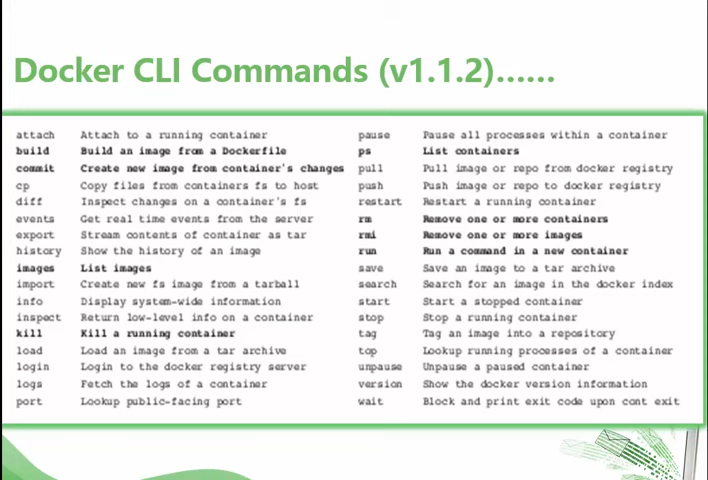 Docker CLI Commands (v1.1.2)......
attach Attach to a running container
build Build an image from a Dockerfile
commit Create new image from container's changes
cp Copy files from containers fs to host
diff Inspect changes on a container's fs
events Get real time events from the server
export Stream contents of container as tar
history Show the history of an image
images List images
import Create new fs image from a tarball
info Display system-wide information
inspect Return low-level info on a container
kill Kill a running container
load Load an image from a tar archive
login Login to the docker registry server
logs Fetch the logs of a container
port Lookup public-facing port
pause Pause all processes within a container
ps List containers
pull Pull image or repo from docker registry
push Push image or repo to docker registry
restart Restart a running container
rm Remove one or more containers
rmi Remove one or more images
run Run a command in a new container
save Save an image to a tar archive
search Search for an image in the docker index
start Start a stopped container
stop Stop a running container
tag Tag an image into a repository
top Lookup running processes of a container
unpause Unpause a paused container
version Show the docker version information
wait Block and print exit code upon cont exit